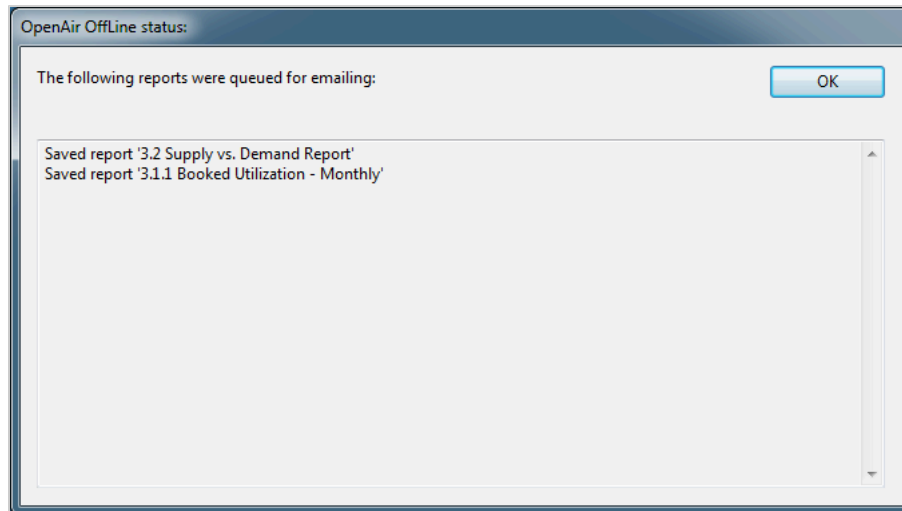 OpenAir OffLine status:
The following reports were queued for emailing:
OK
Saved report '3.2 Supply vs. Demand Report'
Saved report '3.1.1 Booked Utilization - Monthly'